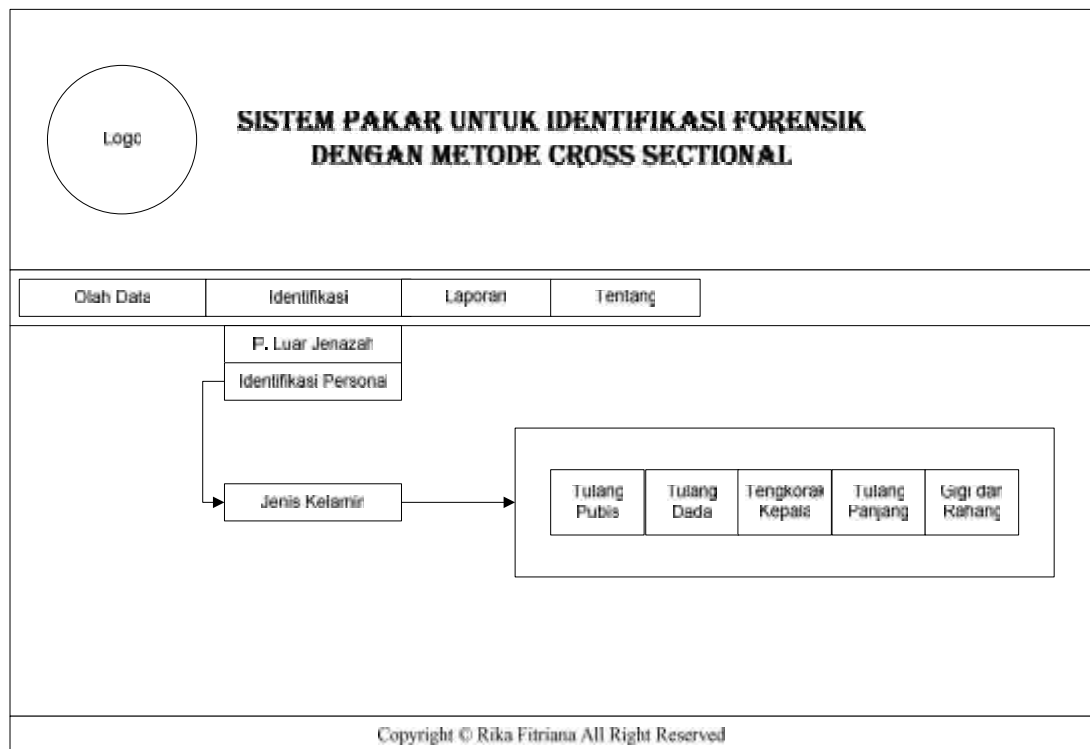 Logo
SISTEM PAKAR UNTUK IDENTIFIKASI FORENSIK
DENGAN METODE CROSS SECTIONAL
Olah Data
Identifikasi
Laporan
Tentang
P. Luar Jenazah
Identifikasi Personal
Jenis Kelamin
Tulang
Pubis
Tulang
Dada
Tengkorak
Kepala
Tulang
Panjang
Gigi dan
Rahang
Copyright © Rika Fitriana All Right Reserved